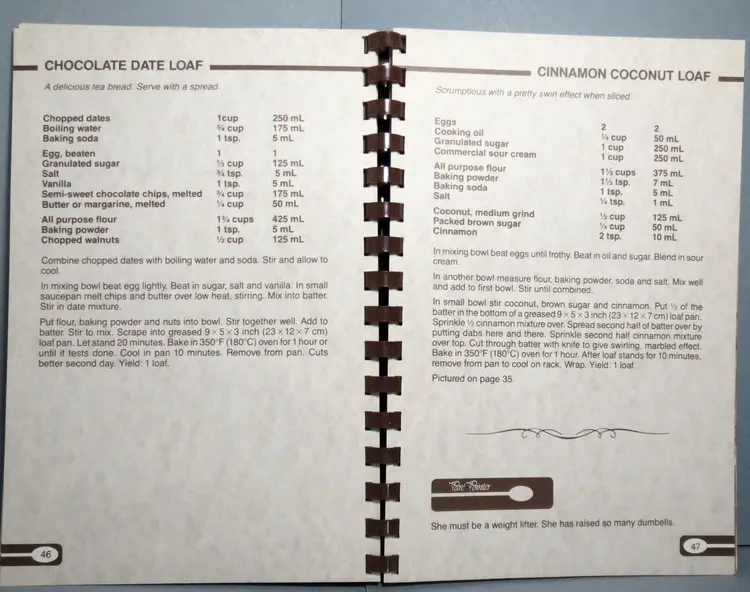 CHOCOLATE DATE LOAF
A delicious tea bread. Serve with a spread.
Chopped dates 1cup 250 mL
Boiling water ¾ cup 175 mL
Baking soda 1 tsp. 5 mL
Egg, beaten 1 1
Granulated sugar ½ cup 125 mL
Salt ¾ tsp. 5 mL
Vanilla 1 tsp. 5 mL
Semi-sweet chocolate chips, melted ¾ cup 175 mL
Butter or margarine, melted ¼ cup 50 mL
All purpose flour 1¾ cups 425 mL
Baking powder 1 tsp. 5 mL
Chopped walnuts ½ cup 125 mL
Combine chopped dates with boiling water and soda. Stir and allow to
cool.
In mixing bowl beat egg lightly. Beat in sugar, salt and vanilla. In small
saucepan melt chips and butter over low heat, stirring. Mix into batter.
Stir in date mixture.
Put flour, baking powder and nuts into bowl. Stir together well. Add to
batter. Stir to mix. Scrape into greased 9 × 5 × 3 inch (23 × 12 × 7 cm)
loaf pan. Let stand 20 minutes. Bake in 350°F (180°C) oven for 1 hour or
until it tests done. Cool in pan 10 minutes. Remove from pan. Cuts
better second day. Yield: 1 loaf.
46
CINNAMON COCONUT LOAF
Scrumptious with a pretty swirl effect when sliced.
Eggs 2 2
Cooking oil ¼ cup 50 mL
Granulated sugar 1 cup 250 mL
Commercial sour cream 1 cup 250 mL
All purpose flour 1½ cups 375 mL
Baking powder 1½ tsp. 7 mL
Baking soda 1 tsp. 5 mL
Salt ¼ tsp. 1 mL
Coconut, medium grind ½ cup 125 mL
Packed brown sugar ¼ cup 50 mL
Cinnamon 2 tsp. 10 mL
In mixing bowl beat eggs until frothy. Beat in oil and sugar. Blend in sour
cream.
In another bowl measure flour, baking powder, soda and salt. Mix well
and add to first bowl. Stir until combined.
In small bowl stir coconut, brown sugar and cinnamon. Put ½ of the
batter in the bottom of a greased 9 × 5 × 3 inch (23 × 12 × 7 cm) loaf pan.
Sprinkle ½ cinnamon mixture over. Spread second half of batter over by
putting dabs here and there. Sprinkle second half cinnamon mixture
over top. Cut through batter with knife to give swirling, marbled effect.
Bake in 350°F (180°C) oven for 1 hour. After loaf stands for 10 minutes,
remove from pan to cool on rack. Wrap. Yield: 1 loaf.
Pictured on page 35.
Paré Pointer
She must be a weight lifter. She has raised so many dumbells.
47